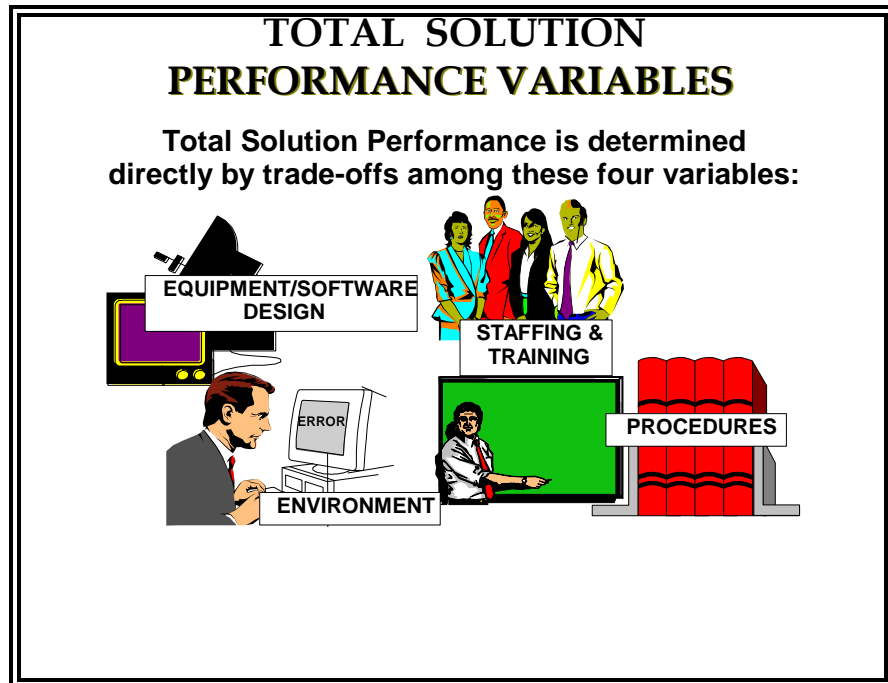 TOTAL SOLUTION
PERFORMANCE VARIABLES
Total Solution Performance is determined
directly by trade-offs among these four variables:
EQUIPMENT/SOFTWARE
DESIGN
STAFFING &
TRAINING
ERROR
PROCEDURES
ENVIRONMENT